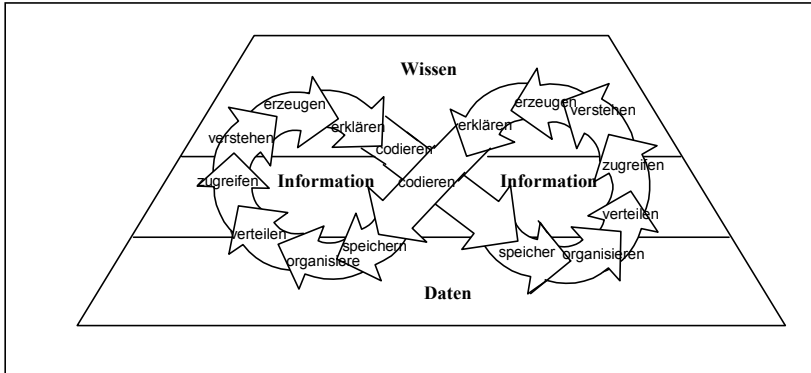 Wissen
erzeugen
erzeugen
verstehen
erklären
erklären
verstehen
codieren
zugreifen
zugreifen
Information
codieren
Information
verteilen
verteilen
speichern
speicher
organisieren
organisiere
Daten